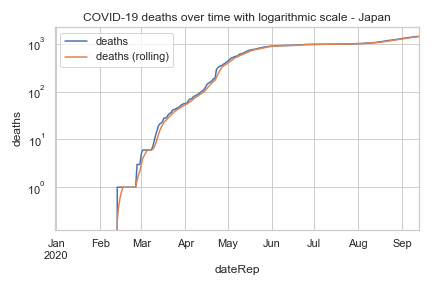 COVID-19 deaths over time with logarithmic scale - Japan
deaths
deaths (rolling)
10³
10²
10¹
10⁰
deaths
Jan Feb Mar Apr May Jun Jul Aug Sep
2020
dateRep